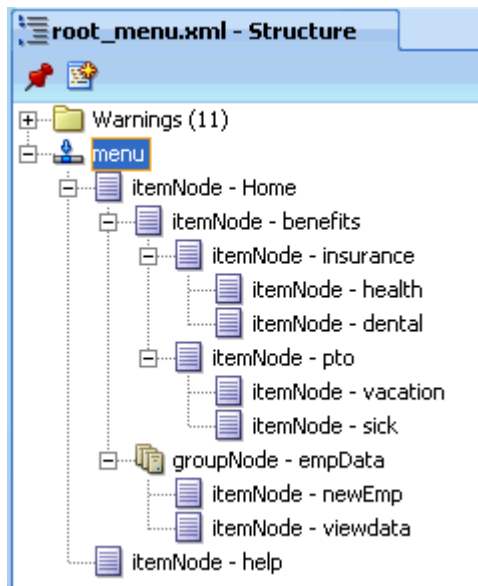 root_menu.xml - Structure
Warnings (11)
menu
itemNode - Home
itemNode - benefits
itemNode - insurance
itemNode - health
itemNode - dental
itemNode - pto
itemNode - vacation
itemNode - sick
groupNode - empData
itemNode - newEmp
itemNode - viewdata
itemNode - help